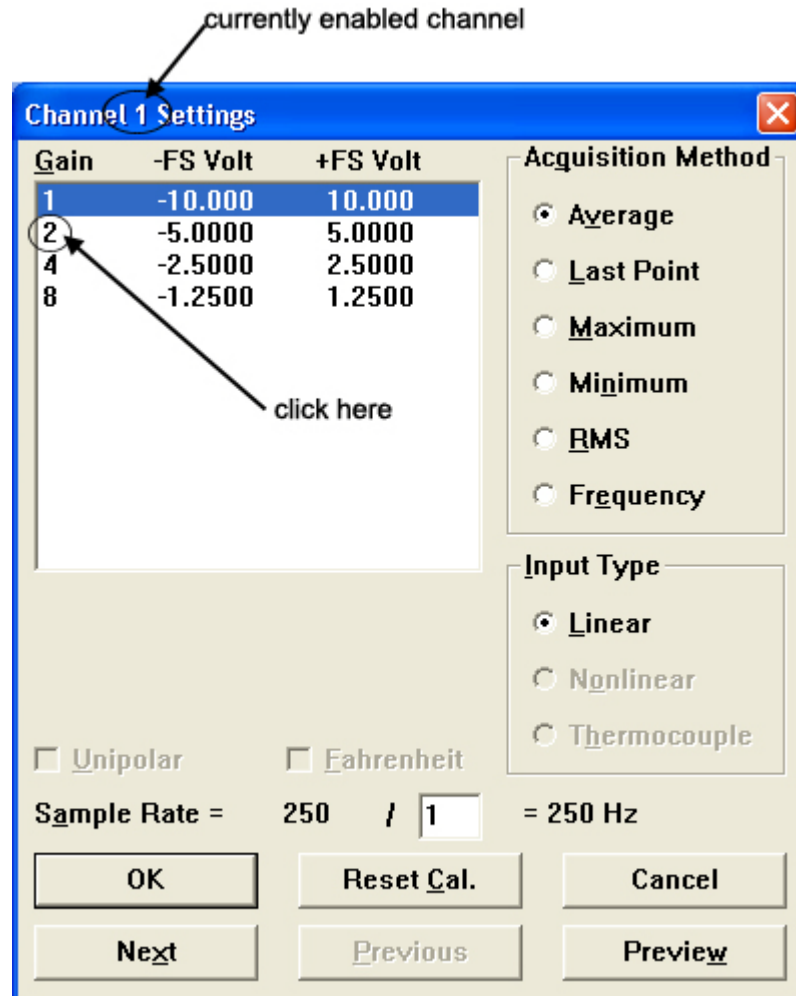 currently enabled channel
Channel 1 Settings
Gain -FS Volt +FS Volt
1 -10.000 10.000
2 -5.0000 5.0000
4 -2.5000 2.5000
8 -1.2500 1.2500
click here
Acquisition Method
Average
Last Point
Maximum
Minimum
RMS
Frequency
Input Type
Linear
Nonlinear
Thermocouple
Unipolar Fahrenheit
Sample Rate = 250 / 1 = 250 Hz
OK Reset Cal. Cancel
Next Previous Preview